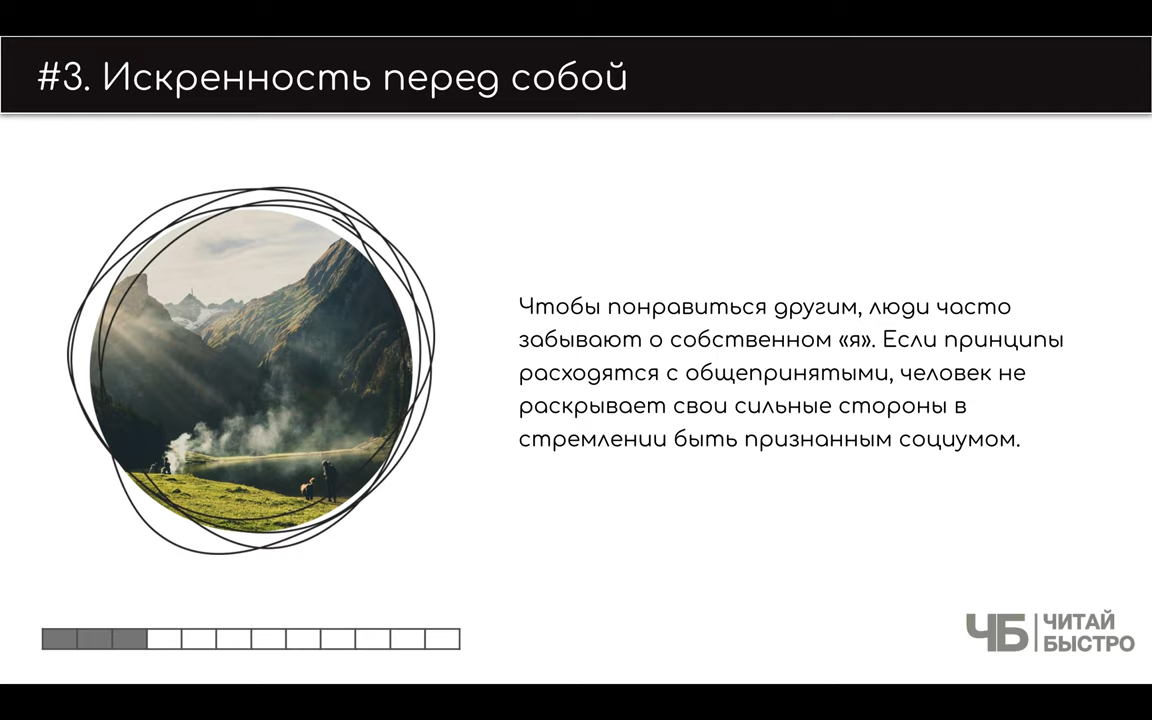 #3. Искренность перед собой
Чтобы понравиться другим, люди часто
забывают о собственном «я». Если принципы
расходятся с общепринятыми, человек не
раскрывает свои сильные стороны в
стремлении быть признанным социумом.
ЧБ ЧИТАЙ
БЫСТРО